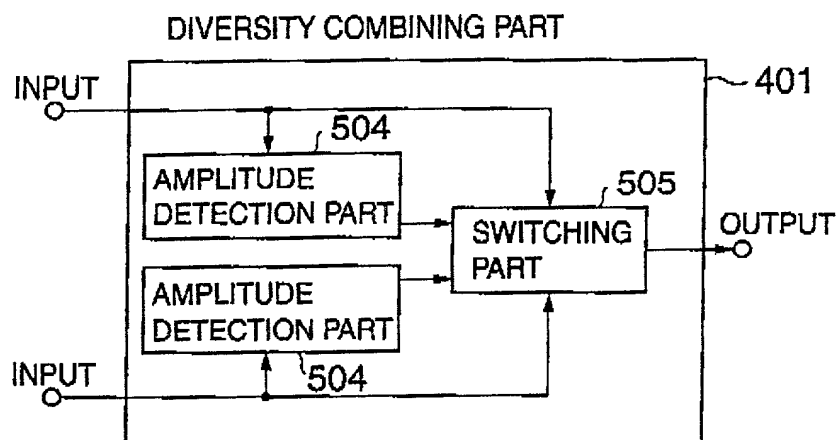 DIVERSITY COMBINING PART
INPUT
401
504
AMPLITUDE
DETECTION PART
505
SWITCHING
PART
OUTPUT
AMPLITUDE
DETECTION PART
INPUT
504